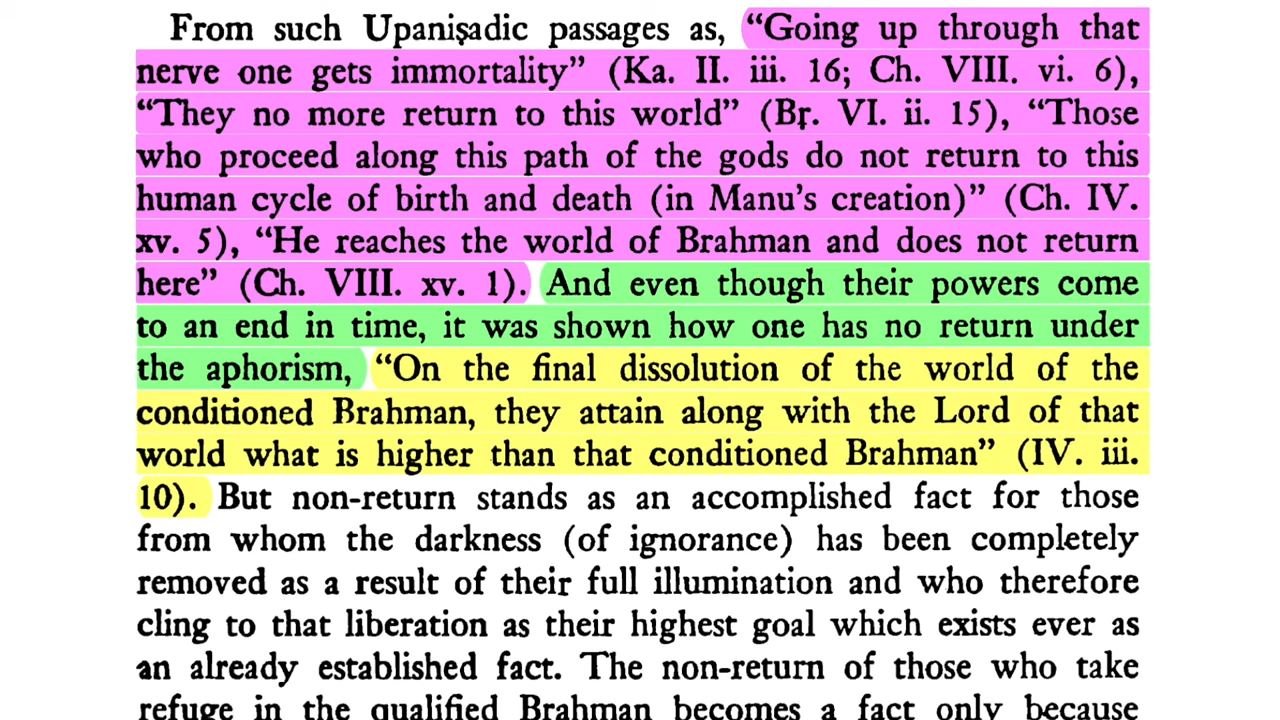 From such Upaniṣadic passages as, “Going up through that
nerve one gets immortality” (Ka. II. iii. 16; Ch. VIII. vi. 6),
“They no more return to this world” (Bṛ. VI. ii. 15), “Those
who proceed along this path of the gods do not return to this
human cycle of birth and death (in Manu’s creation)” (Ch. IV.
xv. 5), “He reaches the world of Brahman and does not return
here” (Ch. VIII. xv. 1). And even though their powers come
to an end in time, it was shown how one has no return under
the aphorism, “On the final dissolution of the world of the
conditioned Brahman, they attain along with the Lord of that
world what is higher than that conditioned Brahman” (IV. iii.
10). But non-return stands as an accomplished fact for those
from whom the darkness (of ignorance) has been completely
removed as a result of their full illumination and who therefore
cling to that liberation as their highest goal which exists ever as
an already established fact. The non-return of those who take
refuge in the qualified Brahman becomes a fact only because